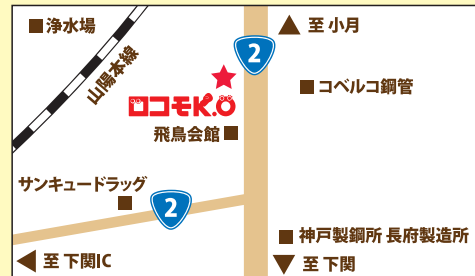 浄水場
至 小月
2
山陽本線
コベルコ鋼管
ロコモK.O
飛鳥会館
サンキュードラッグ
2
神戸製鋼所 長府製造所
至 下関IC
至 下関